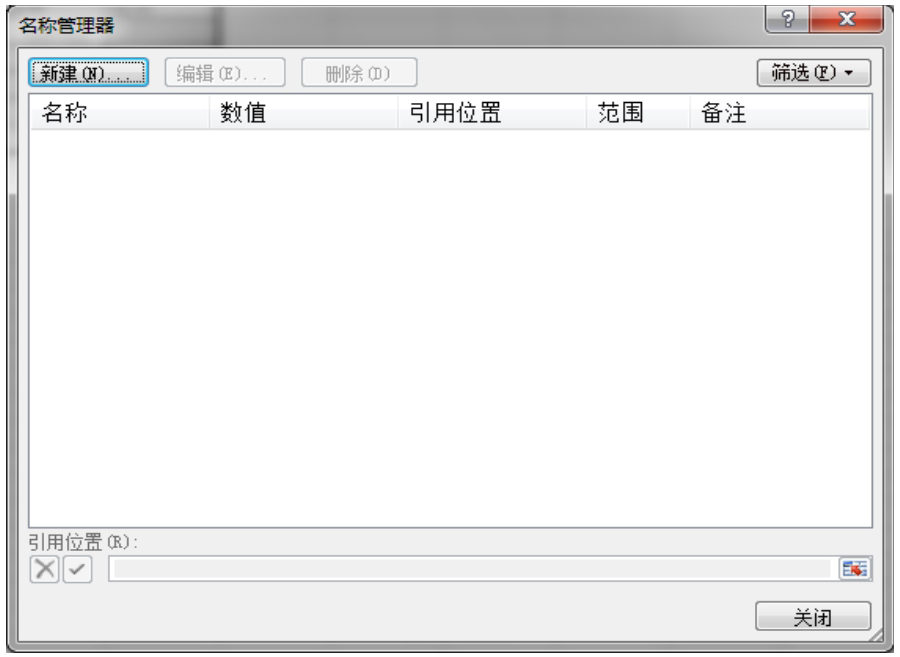 名称管理器
新建(N)... 编辑(E)... 删除(D) 筛选(F)
名称 数值 引用位置 范围 备注
引用位置(R):
关闭